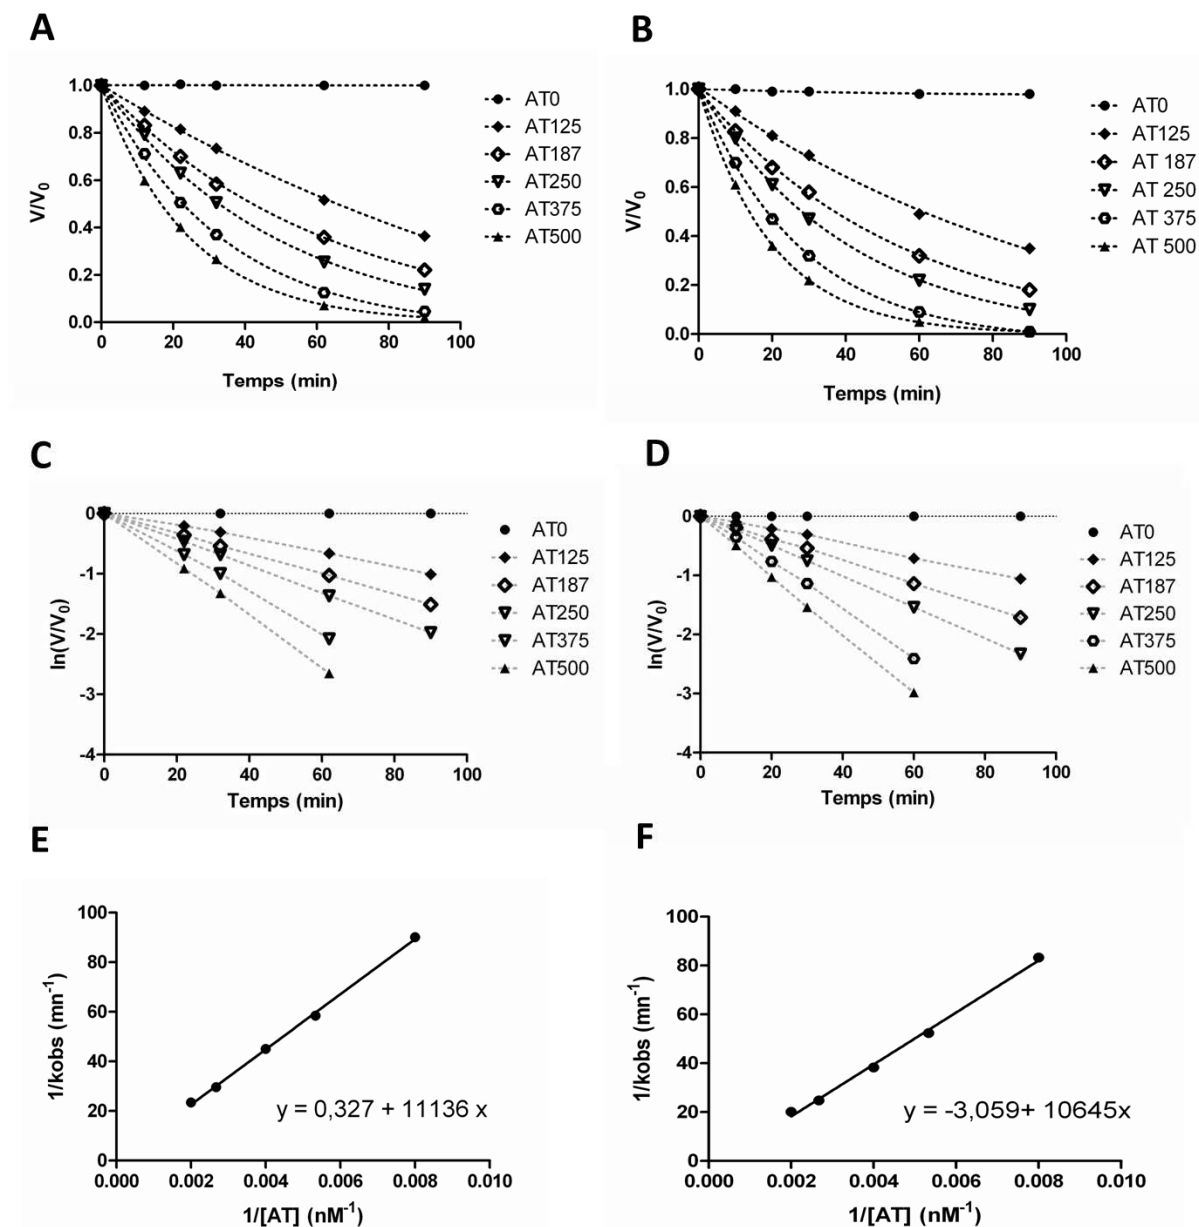 A
V/V0
1.0
0.8
0.6
0.4
0.2
0.0
0 20 40 60 80 100
Temps (min)
AT0
AT125
AT187
AT250
AT375
AT500
B
V/V0
1.0
0.8
0.6
0.4
0.2
0.0
0 20 40 60 80 100
Temps (min)
AT0
AT125
AT 187
AT 250
AT 375
AT 500
C
ln(V/V0)
0
-1
-2
-3
-4
0 20 40 60 80 100
Temps (min)
AT0
AT125
AT187
AT250
AT375
AT500
D
ln(V/V0)
0
-1
-2
-3
-4
0 20 40 60 80 100
Temps (min)
AT0
AT125
AT187
AT250
AT375
AT500
E
1/kobs (mn-1)
100
80
60
40
20
0
0.000 0.002 0.004 0.006 0.008 0.010
1/[AT] (nM-1)
y = 0,327 + 11136 x
F
1/kobs (mn-1)
100
80
60
40
20
0
0.000 0.002 0.004 0.006 0.008 0.010
1/[AT] (nM-1)
y = -3,059+ 10645x